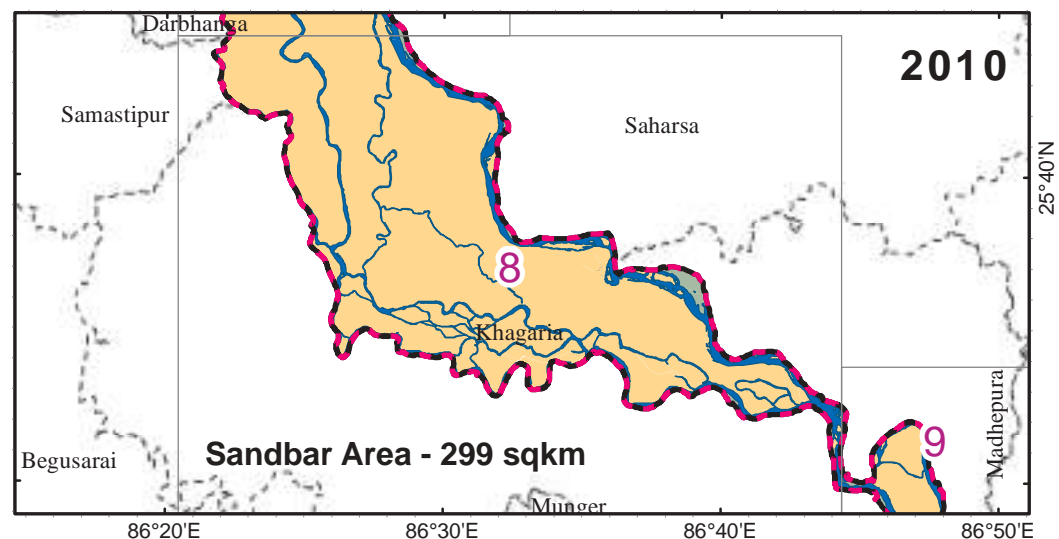 Darbhanga
2010
Samastipur
Saharsa
25°40'N
8
Khagaria
Madhepura
9
Begusarai
Sandbar Area - 299 sqkm
Munger
86°20'E
86°30'E
86°40'E
86°50'E